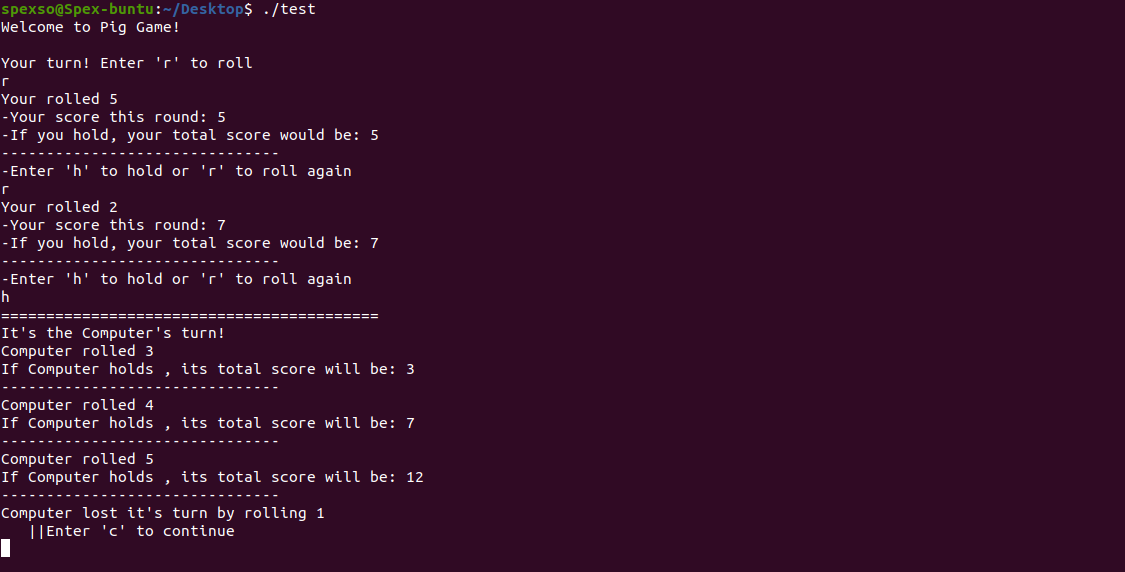 spexso@Spex-buntu:~/Desktop$ ./test
Welcome to Pig Game!

Your turn! Enter 'r' to roll
r
Your rolled 5
-Your score this round: 5
-If you hold, your total score would be: 5
-------------------------------
-Enter 'h' to hold or 'r' to roll again
r
Your rolled 2
-Your score this round: 7
-If you hold, your total score would be: 7
-------------------------------
-Enter 'h' to hold or 'r' to roll again
h
==========================================
It's the Computer's turn!
Computer rolled 3
If Computer holds , its total score will be: 3
-------------------------------
Computer rolled 4
If Computer holds , its total score will be: 7
-------------------------------
Computer rolled 5
If Computer holds , its total score will be: 12
-------------------------------
Computer lost it's turn by rolling 1
   ||Enter 'c' to continue